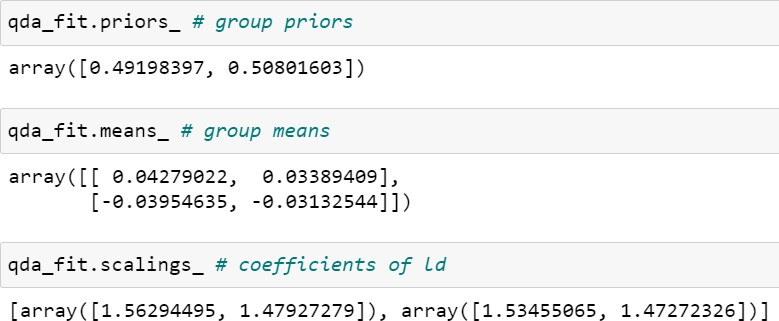 qda_fit.priors_ # group priors
array([0.49198397, 0.50801603])
qda_fit.means_ # group means
array([[ 0.04279022,  0.03389409],
       [-0.03954635, -0.03132544]])
qda_fit.scalings_ # coefficients of ld
[array([1.56294495, 1.47927279]), array([1.53455065, 1.47272326])]